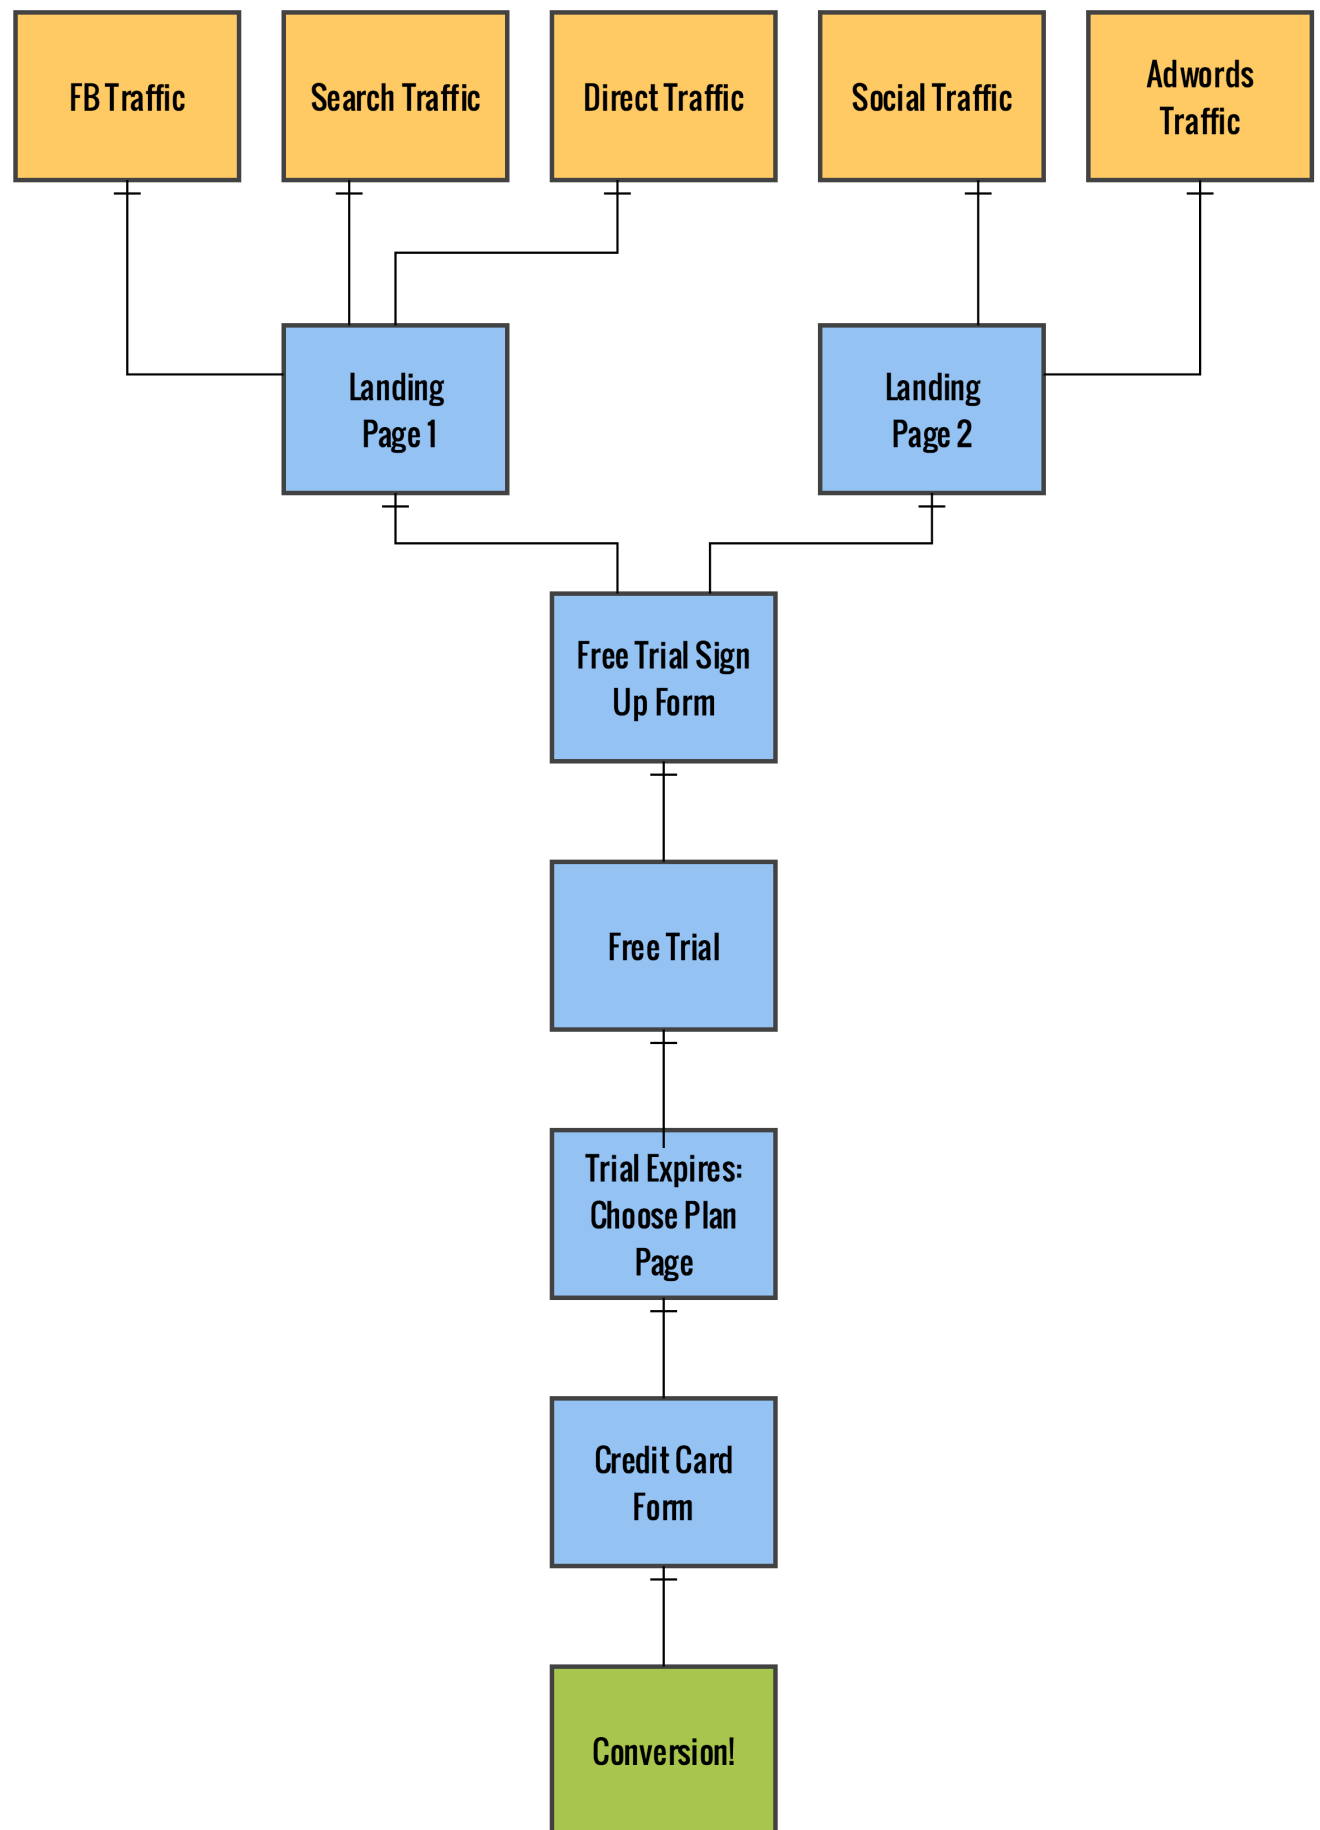 FB Traffic
Search Traffic
Direct Traffic
Social Traffic
Adwords
Traffic
Landing
Page 1
Landing
Page 2
Free Trial Sign
Up Form
Free Trial
Trial Expires:
Choose Plan
Page
Credit Card
Form
Conversion!